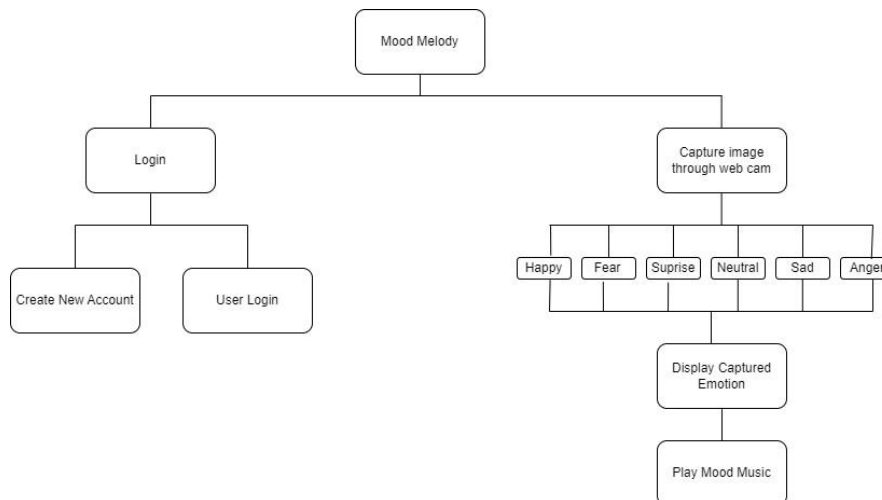 Mood Melody
Login
Capture image
through web cam
Happy
Fear
Suprise
Neutral
Sad
Anger
Create New Account
User Login
Display Captured
Emotion
Play Mood Music